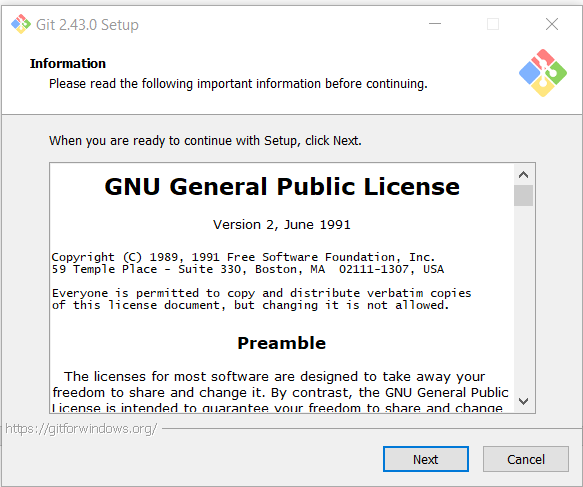 Git 2.43.0 Setup
Information
Please read the following important information before continuing.
When you are ready to continue with Setup, click Next.
GNU General Public License
Version 2, June 1991
Copyright (C) 1989, 1991 Free Software Foundation, Inc.
59 Temple Place - Suite 330, Boston, MA  02111-1307, USA
Everyone is permitted to copy and distribute verbatim copies
of this license document, but changing it is not allowed.
Preamble
The licenses for most software are designed to take away your
freedom to share and change it. By contrast, the GNU General Public
License is intended to guarantee your freedom to share and change
https://gitforwindows.org/
Next
Cancel